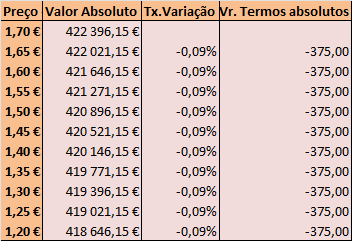 Preço Valor Absoluto Tx.Variação Vr. Termos absolutos
1,70 € 422 396,15 €
1,65 € 422 021,15 € -0,09% -375,00
1,60 € 421 646,15 € -0,09% -375,00
1,55 € 421 271,15 € -0,09% -375,00
1,50 € 420 896,15 € -0,09% -375,00
1,45 € 420 521,15 € -0,09% -375,00
1,40 € 420 146,15 € -0,09% -375,00
1,35 € 419 771,15 € -0,09% -375,00
1,30 € 419 396,15 € -0,09% -375,00
1,25 € 419 021,15 € -0,09% -375,00
1,20 € 418 646,15 € -0,09% -375,00